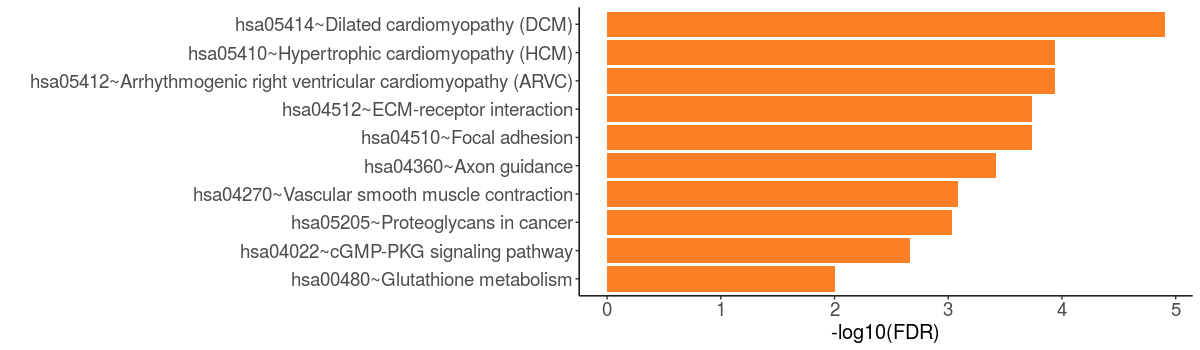 hsa05414~Dilated cardiomyopathy (DCM)
hsa05410~Hypertrophic cardiomyopathy (HCM)
hsa05412~Arrhythmogenic right ventricular cardiomyopathy (ARVC)
hsa04512~ECM-receptor interaction
hsa04510~Focal adhesion
hsa04360~Axon guidance
hsa04270~Vascular smooth muscle contraction
hsa05205~Proteoglycans in cancer
hsa04022~cGMP-PKG signaling pathway
hsa00480~Glutathione metabolism
0 1 2 3 4 5
-log10(FDR)